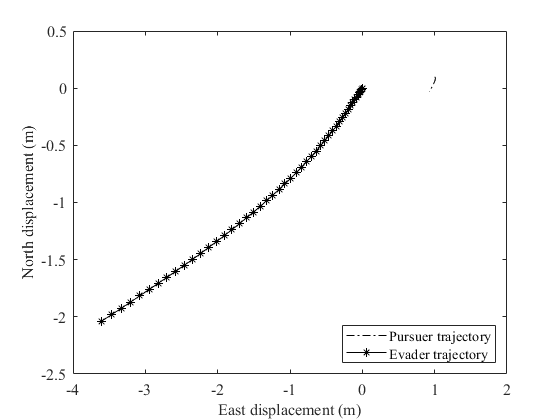 0.5
0
-0.5
-1
-1.5
-2
-2.5
North displacement (m)
Pursuer trajectory
Evader trajectory
-4 -3 -2 -1 0 1 2
East displacement (m)